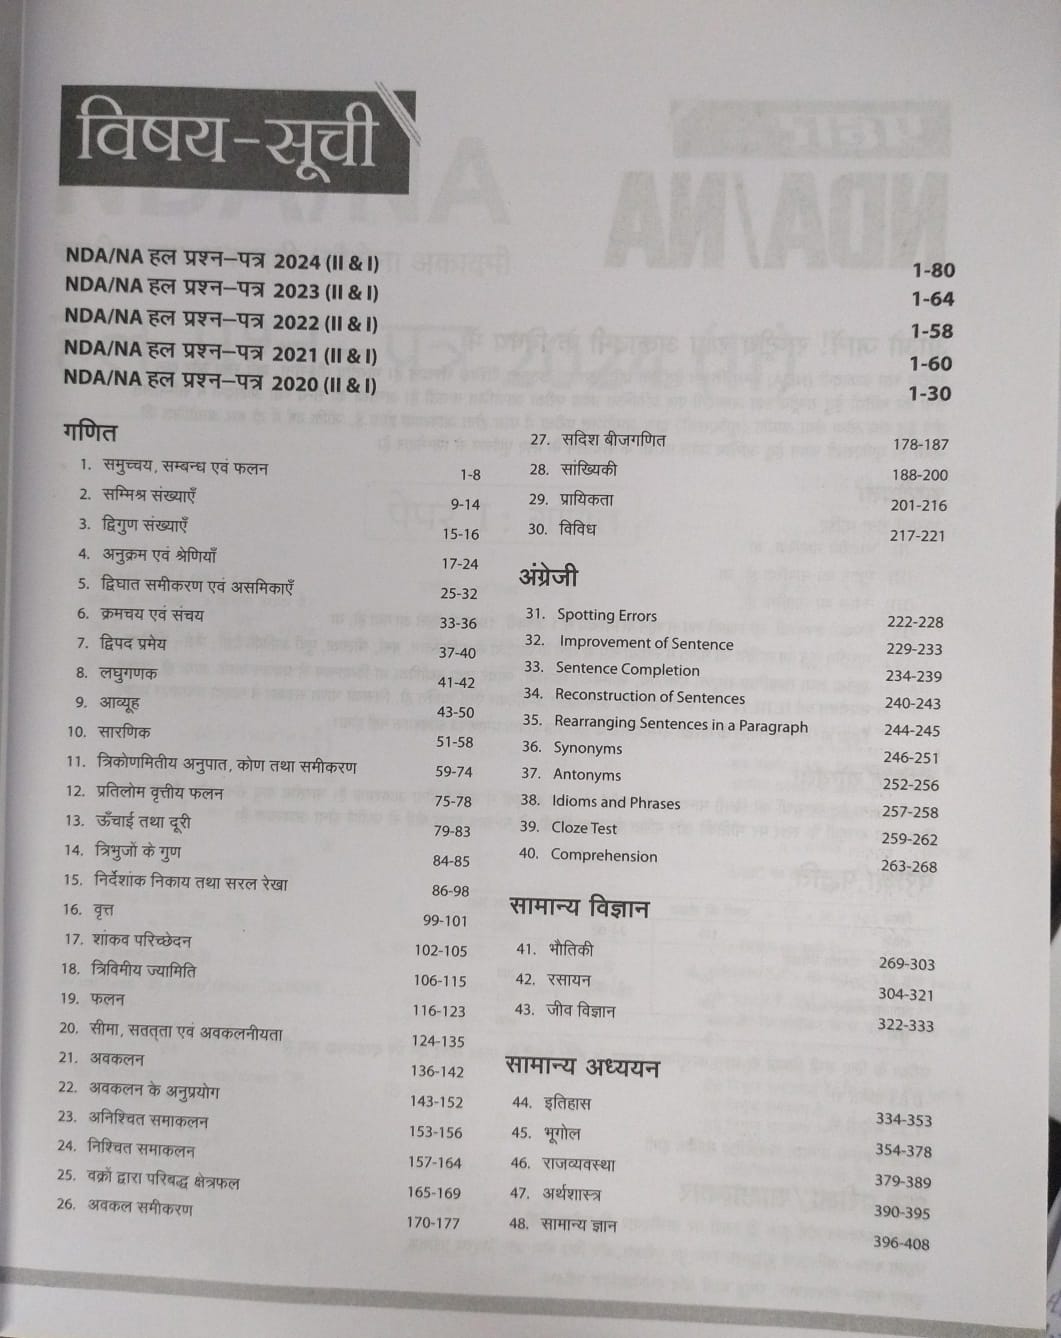 विषय-सूची
NDA/NA हल प्रश्न–पत्र 2024 (II & I) 1-80
NDA/NA हल प्रश्न–पत्र 2023 (II & I) 1-64
NDA/NA हल प्रश्न–पत्र 2022 (II & I) 1-58
NDA/NA हल प्रश्न–पत्र 2021 (II & I) 1-60
NDA/NA हल प्रश्न–पत्र 2020 (II & I) 1-30
गणित
1. समुच्चय, सम्बन्ध एवं फलन 1-8
2. सम्मिश्र संख्याएँ 9-14
3. द्विगुण संख्याएँ 15-16
4. अनुक्रम एवं श्रेणियाँ 17-24
5. द्विघात समीकरण एवं असमिकाएँ 25-32
6. क्रमचय एवं संचय 33-36
7. द्विपद प्रमेय 37-40
8. लघुगणक 41-42
9. आव्यूह 43-50
10. सारणिक 51-58
11. त्रिकोणमितीय अनुपात, कोण तथा समीकरण 59-74
12. प्रतिलोम वृत्तीय फलन 75-78
13. ऊँचाई तथा दूरी 79-83
14. त्रिभुजों के गुण 84-85
15. निर्देशांक निकाय तथा सरल रेखा 86-98
16. वृत्त 99-101
17. शांकव परिच्छेदन 102-105
18. त्रिविमीय ज्यामिति 106-115
19. फलन 116-123
20. सीमा, सतत्ता एवं अवकलनीयता 124-135
21. अवकलन 136-142
22. अवकलन के अनुप्रयोग 143-152
23. अनिश्चित समाकलन 153-156
24. निश्चित समाकलन 157-164
25. वक्रों द्वारा परिबद्ध क्षेत्रफल 165-169
26. अवकल समीकरण 170-177
27. सदिश बीजगणित 178-187
28. सांख्यिकी 188-200
29. प्रायिकता 201-216
30. विविध 217-221
अंग्रेजी
31. Spotting Errors 222-228
32. Improvement of Sentence 229-233
33. Sentence Completion 234-239
34. Reconstruction of Sentences 240-243
35. Rearranging Sentences in a Paragraph 244-245
36. Synonyms 246-251
37. Antonyms 252-256
38. Idioms and Phrases 257-258
39. Cloze Test 259-262
40. Comprehension 263-268
सामान्य विज्ञान
41. भौतिकी 269-303
42. रसायन 304-321
43. जीव विज्ञान 322-333
सामान्य अध्ययन
44. इतिहास 334-353
45. भूगोल 354-378
46. राजव्यवस्था 379-389
47. अर्थशास्त्र 390-395
48. सामान्य ज्ञान 396-408